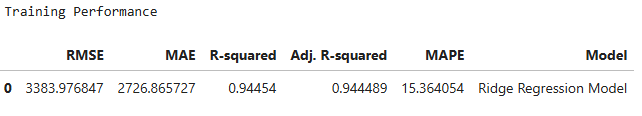 Training Performance
RMSE MAE R-squared Adj. R-squared MAPE Model
0 3383.976847 2726.865727 0.94454 0.944489 15.364054 Ridge Regression Model